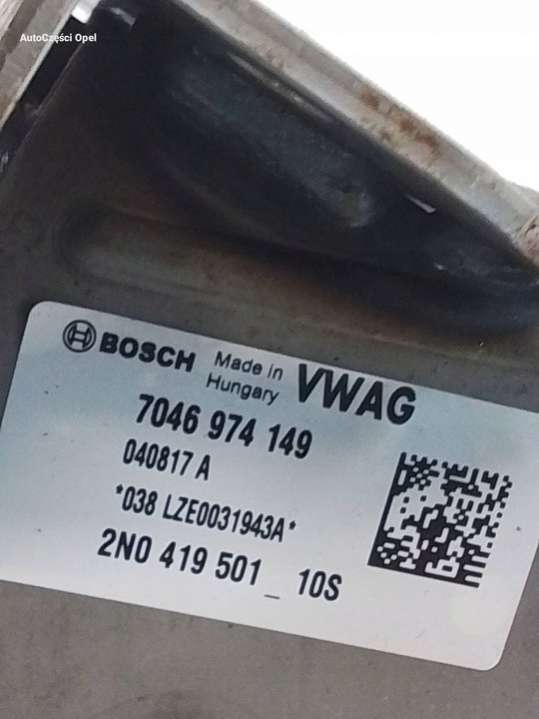 AutoCzęści Opel
BOSCH Made in Hungary VWAG
7046 974 149
040817 A
*038 LZE0031943A*
2N0 419 501 _ 10S